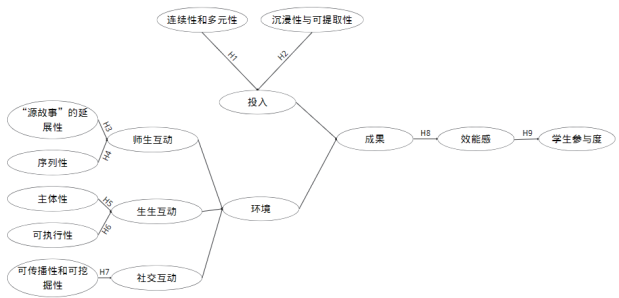 连续性和多元性
沉浸性与可提取性
H1
H2
投入
“源故事”的延
展性
H3
师生互动
H4
序列性
成果
H8
效能感
H9
学生参与度
主体性
H5
生生互动
H6
可执行性
环境
可传播性和可挖
掘性
H7
社交互动